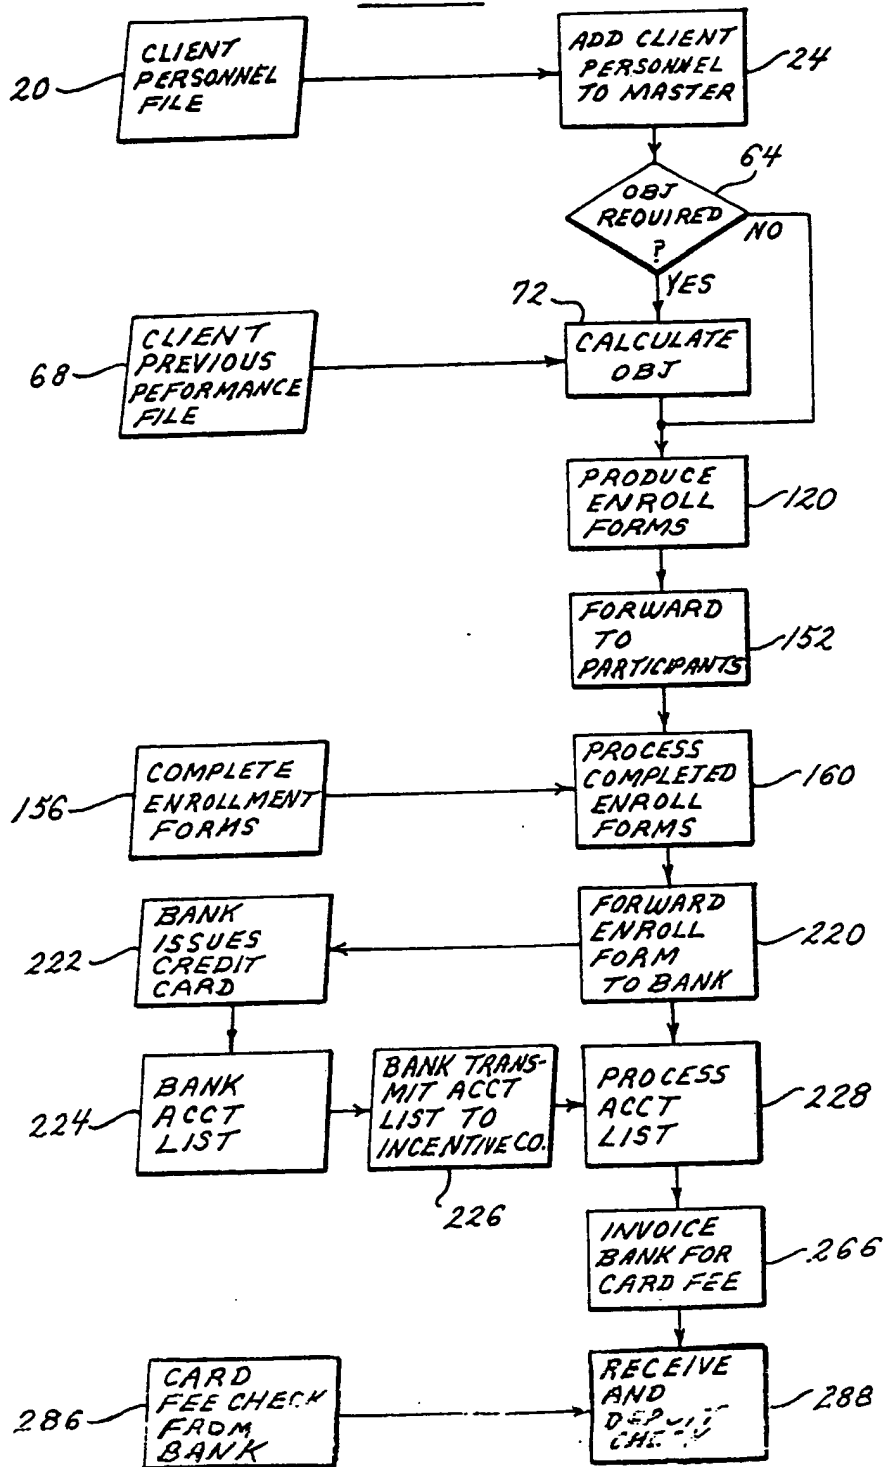 CLIENT
PERSONNEL
FILE
20
ADD CLIENT
PERSONNEL
TO MASTER
24
OBJ
REQUIRED
?
64
NO
YES
72
CALCULATE
OBJ
CLIENT
PREVIOUS
PEFORMANCE
FILE
68
PRODUCE
ENROLL
FORMS
120
FORWARD
TO
PARTICIPANTS
152
COMPLETE
ENROLLMENT
FORMS
156
PROCESS
COMPLETED
ENROLL
FORMS
160
FORWARD
ENROLL
FORM
TO BANK
220
BANK
ISSUES
CREDIT
CARD
222
BANK
ACCT
LIST
224
BANK TRANS-
MIT ACCT
LIST TO
INCENTIVE CO.
226
PROCESS
ACCT
LIST
228
INVOICE
BANK FOR
CARD FEE
266
CARD
FEE CHECK
FROM
BANK
286
RECEIVE
AND
DEPOSIT
CHECK
288